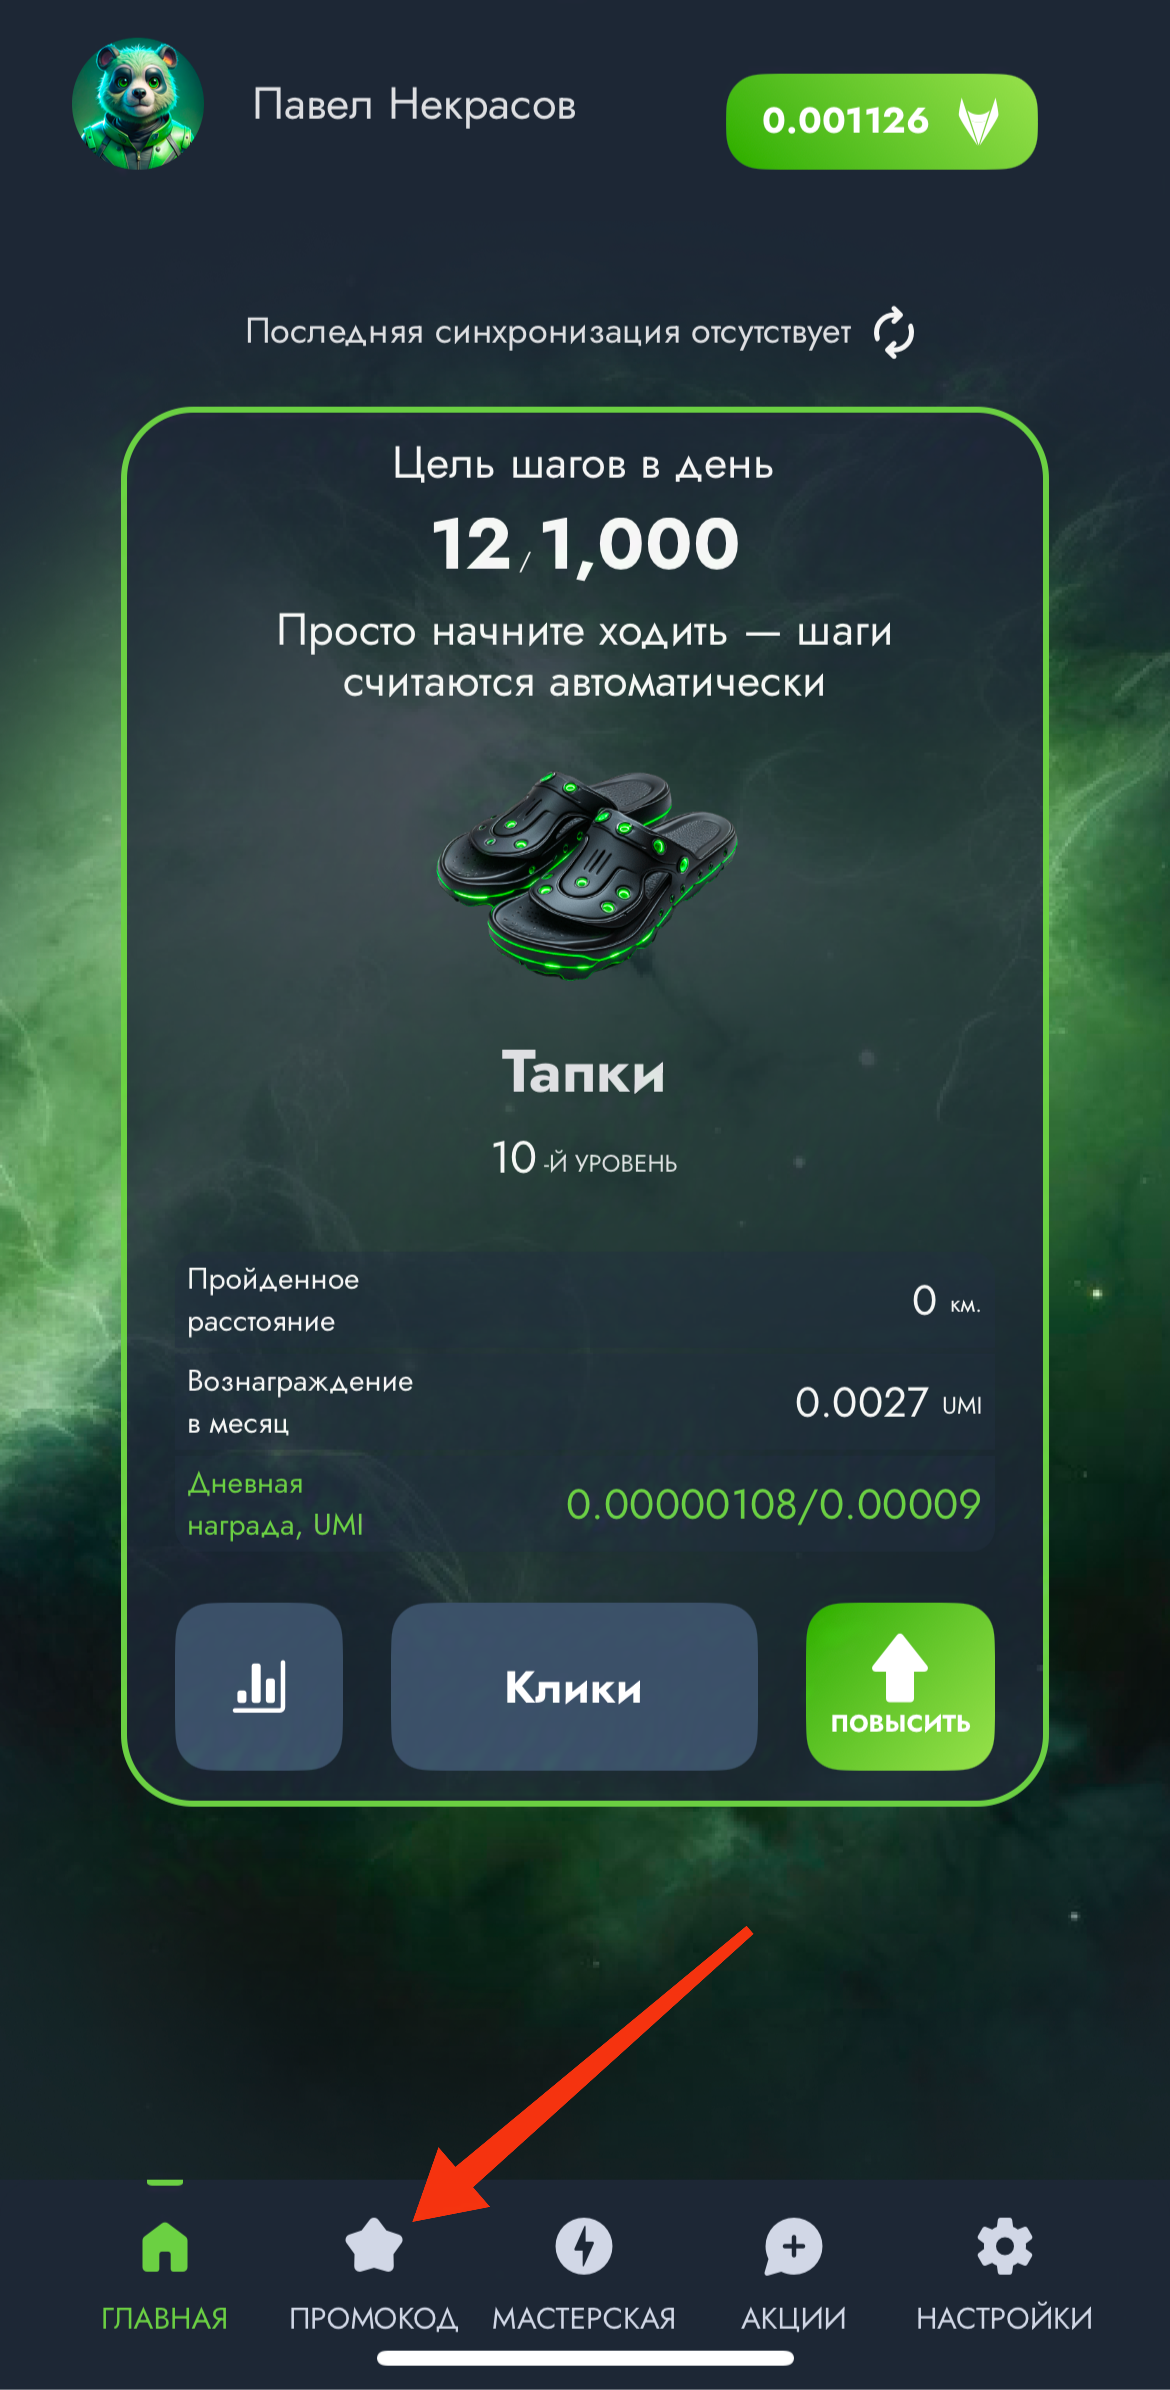 Павел Некрасов
0.001126
Последняя синхронизация отсутствует
Цель шагов в день
12 / 1,000
Просто начните ходить — шаги
считаются автоматически
Тапки
10 -Й УРОВЕНЬ
Пройденное
расстояние
0 км.
Вознаграждение
в месяц
0.0027 UMI
Дневная
награда, UMI
0.00000108/0.00009
Клики
ПОВЫСИТЬ
ГЛАВНАЯ
ПРОМОКОД
МАСТЕРСКАЯ
АКЦИИ
НАСТРОЙКИ